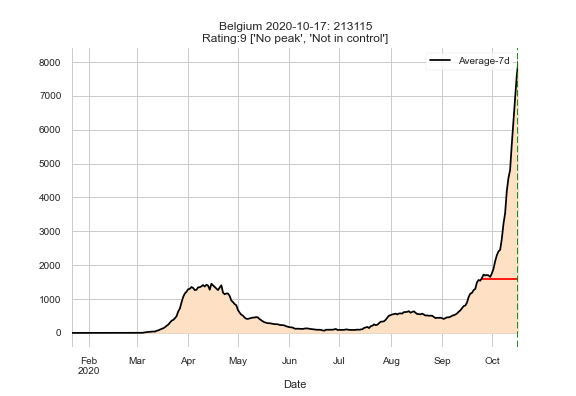 Belgium 2020-10-17: 213115
Rating:9 ['No peak', 'Not in control']
Average-7d
8000
7000
6000
5000
4000
3000
2000
1000
0
Feb Mar Apr May Jun Jul Aug Sep Oct
2020
Date